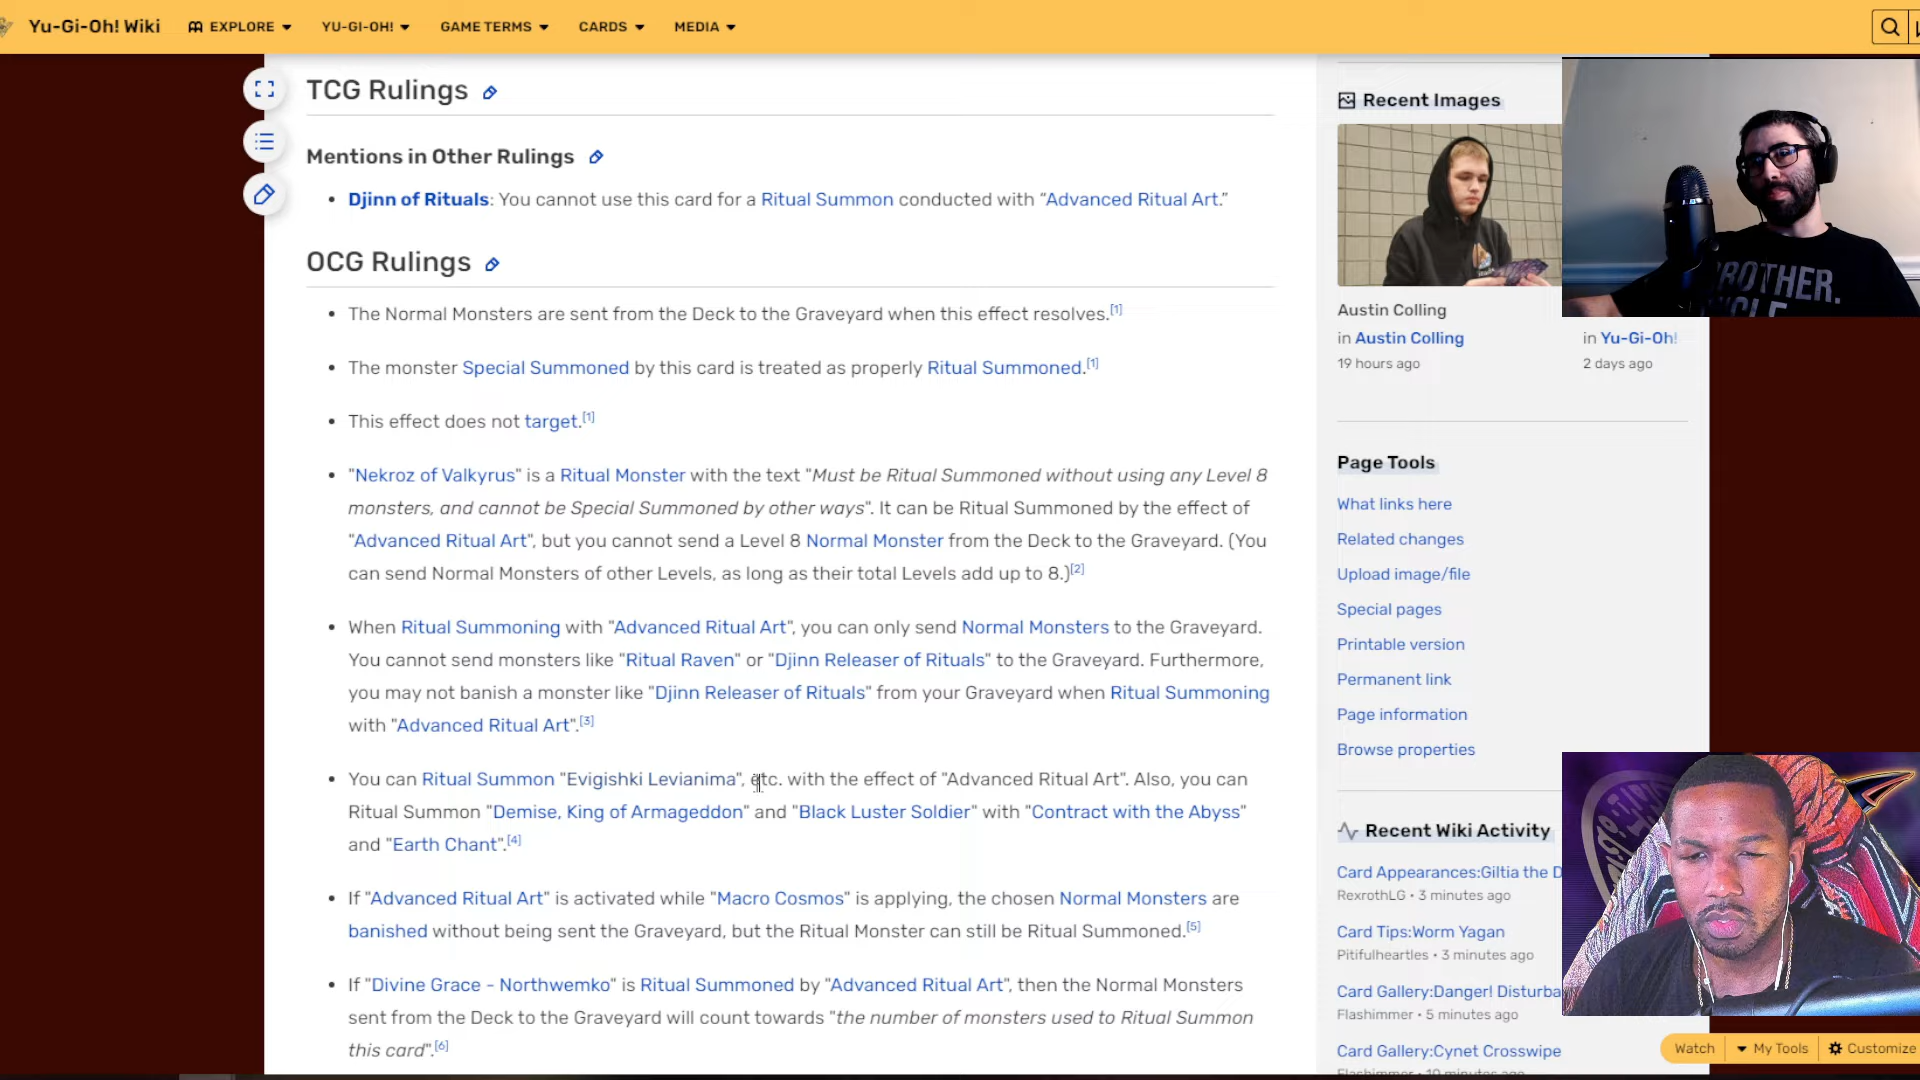 Yu-Gi-Oh! Wiki EXPLORE YU-GI-OH! GAME TERMS CARDS MEDIA
TCG Rulings
Mentions in Other Rulings
Djinn of Rituals: You cannot use this card for a Ritual Summon conducted with “Advanced Ritual Art.”
OCG Rulings
The Normal Monsters are sent from the Deck to the Graveyard when this effect resolves.[1]
The monster Special Summoned by this card is treated as properly Ritual Summoned.[1]
This effect does not target.[1]
"Nekroz of Valkyrus" is a Ritual Monster with the text "Must be Ritual Summoned without using any Level 8
monsters, and cannot be Special Summoned by other ways". It can be Ritual Summoned by the effect of
"Advanced Ritual Art", but you cannot send a Level 8 Normal Monster from the Deck to the Graveyard. (You
can send Normal Monsters of other Levels, as long as their total Levels add up to 8.)[2]
When Ritual Summoning with "Advanced Ritual Art", you can only send Normal Monsters to the Graveyard.
You cannot send monsters like "Ritual Raven" or "Djinn Releaser of Rituals" to the Graveyard. Furthermore,
you may not banish a monster like "Djinn Releaser of Rituals" from your Graveyard when Ritual Summoning
with "Advanced Ritual Art".[3]
You can Ritual Summon "Evigishki Levianima", etc. with the effect of "Advanced Ritual Art". Also, you can
Ritual Summon "Demise, King of Armageddon" and "Black Luster Soldier" with "Contract with the Abyss"
and "Earth Chant".[4]
If "Advanced Ritual Art" is activated while "Macro Cosmos" is applying, the chosen Normal Monsters are
banished without being sent the Graveyard, but the Ritual Monster can still be Ritual Summoned.[5]
If "Divine Grace - Northwemko" is Ritual Summoned by "Advanced Ritual Art", then the Normal Monsters
sent from the Deck to the Graveyard will count towards "the number of monsters used to Ritual Summon
this card".[6]
Recent Images
Austin Colling
in Austin Colling
19 hours ago
in Yu-Gi-Oh!
2 days ago
Page Tools
What links here
Related changes
Upload image/file
Special pages
Printable version
Permanent link
Page information
Browse properties
Recent Wiki Activity
Card Appearances:Giltia the D
RexrothLG • 3 minutes ago
Card Tips:Worm Yagan
Pitifulheartles • 3 minutes ago
Card Gallery:Danger! Disturba
Flashimmer • 5 minutes ago
Card Gallery:Cynet Crosswipe
Flashimmer • 10 minutes ago
Watch My Tools Customize